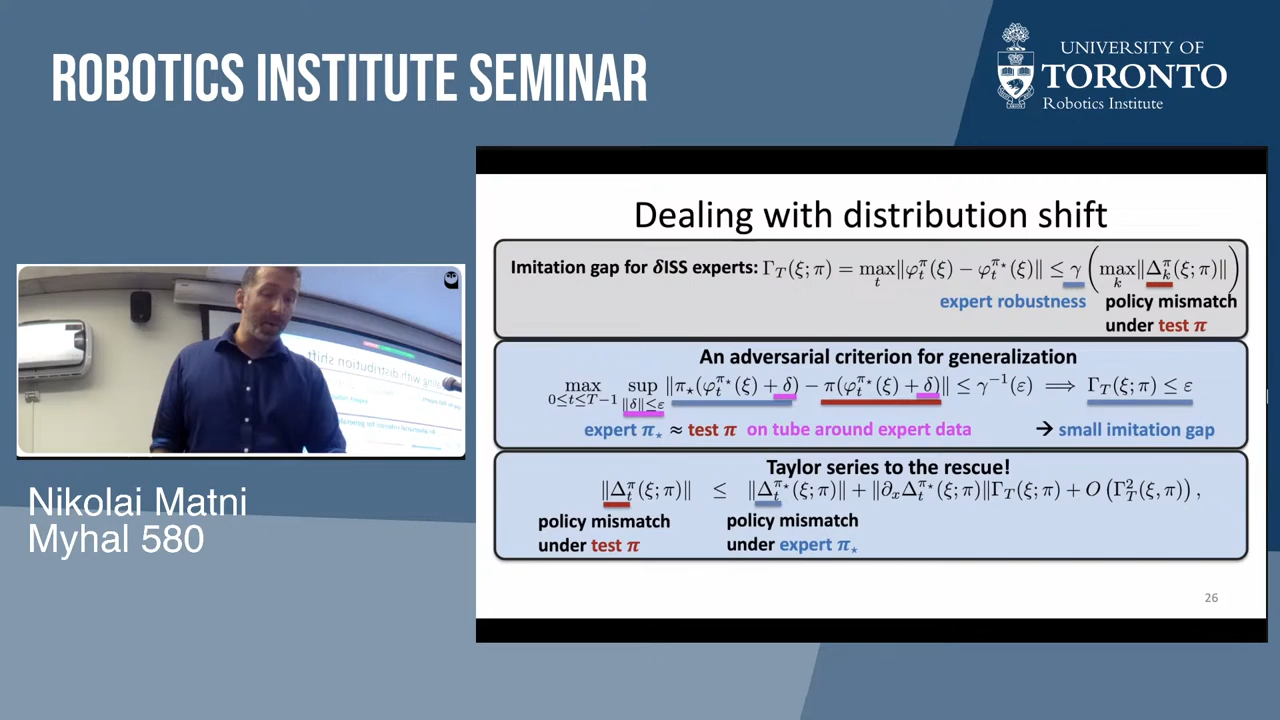 ROBOTICS INSTITUTE SEMINAR
UNIVERSITY OF
TORONTO
Robotics Institute
Dealing with distribution shift
Imitation gap for δISS experts: Γ_T(ξ; π) = max_t ‖φ_t^π(ξ) − φ_t^{π⋆}(ξ)‖ ≤ γ (max_k ‖Δ_k^π(ξ; π)‖)
expert robustness policy mismatch
under test π
An adversarial criterion for generalization
max_{0≤t≤T−1} sup_{‖δ‖≤ε} ‖π⋆(φ_t^{π⋆}(ξ) + δ) − π(φ_t^{π⋆}(ξ) + δ)‖ ≤ γ^{−1}(ε) ⟹ Γ_T(ξ; π) ≤ ε
expert π⋆ ≈ test π on tube around expert data → small imitation gap
Taylor series to the rescue!
‖Δ_t^π(ξ; π)‖ ≤ ‖Δ_t^{π⋆}(ξ; π)‖ + ‖∂_xΔ_t^{π⋆}(ξ; π)‖Γ_T(ξ; π) + O (Γ_T^2(ξ, π)) ,
policy mismatch policy mismatch
under test π under expert π⋆
26
Nikolai Matni
Myhal 580